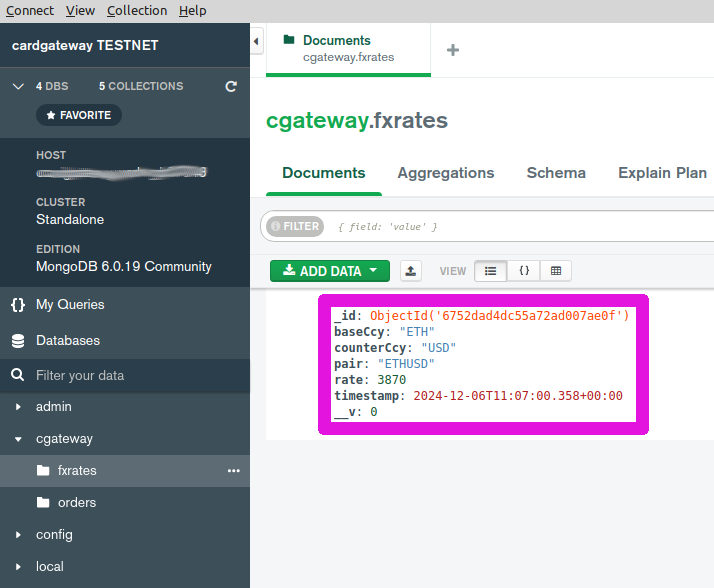 Connect View Collection Help
cardgateway TESTNET
4 DBS 5 COLLECTIONS
FAVORITE
HOST
CLUSTER
Standalone
EDITION
MongoDB 6.0.19 Community
{} My Queries
Databases
Filter your data
admin
cgateway
fxrates
orders
config
local
Documents
cgateway.fxrates
cgateway.fxrates
Documents Aggregations Schema Explain Plan
FILTER { field: 'value' }
ADD DATA VIEW {}
_id: ObjectId('6752dad4dc55a72ad007ae0f')
baseCcy: "ETH"
counterCcy: "USD"
pair: "ETHUSD"
rate: 3870
timestamp: 2024-12-06T11:07:00.358+00:00
__v: 0